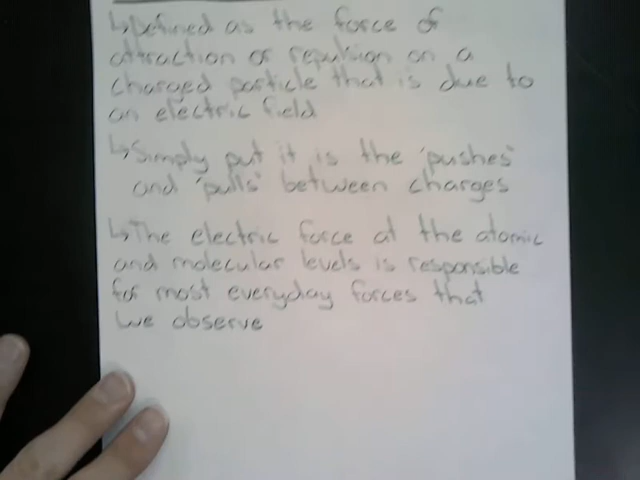 ↳Defined as the force of
attraction or repulsion on a
charged particle that is due to
an electric field
↳Simply put it is the 'pushes'
and 'pulls' between charges
↳The electric force at the atomic
and molecular levels is responsible
for most everyday forces that
we observe